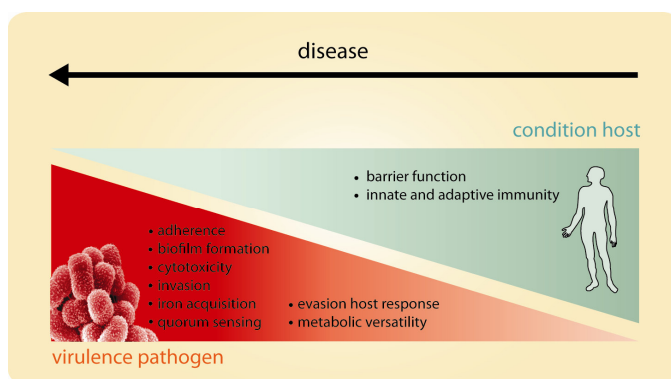 disease
condition host
• barrier function
• innate and adaptive immunity
• adherence
• biofilm formation
• cytotoxicity
• invasion
• iron acquisition
• quorum sensing
• evasion host response
• metabolic versatility
virulence pathogen